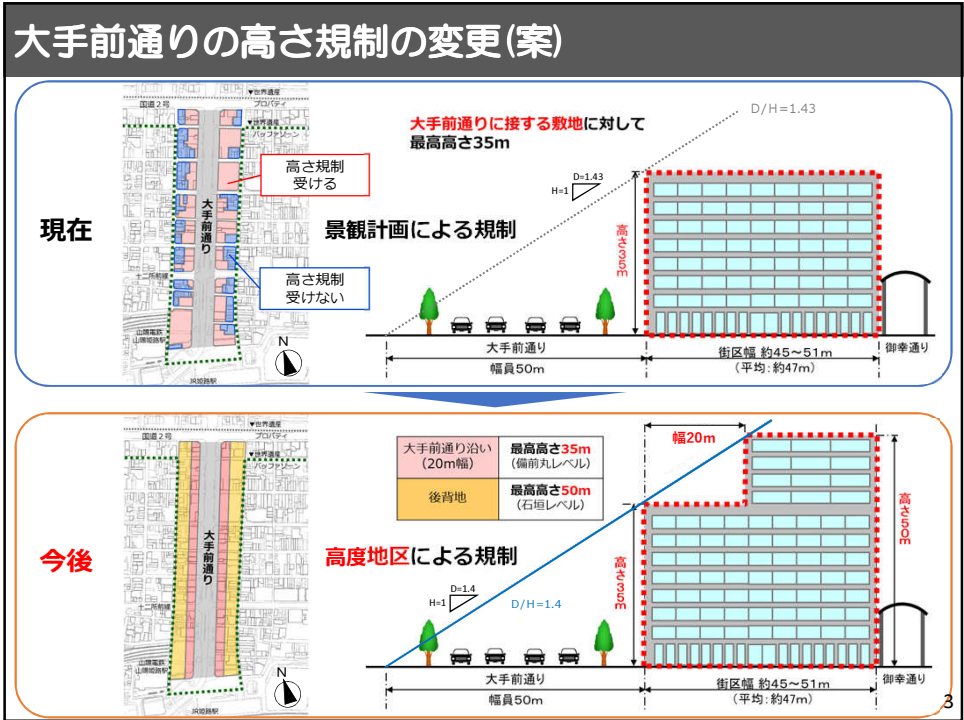 大手前通りの高さ規制の変更(案)
現在
▼世界遺産
プロパティ
国道2号
▼世界遺産
バッファゾーン
高さ規制
受ける
大手前通り
高さ規制
受けない
十二所前線
山陽電鉄
山陽姫路駅
JR姫路駅
N
景観計画による規制
大手前通りに接する敷地に対して
最高高さ35m
D/H=1.43
D=1.43
H=1
高さ35m
大手前通り
幅員50m
街区幅 約45~51m
(平均:約47m)
御幸通り
今後
▼世界遺産
プロパティ
国道2号
▼世界遺産
バッファゾーン
大手前通り
十二所前線
山陽電鉄
山陽姫路駅
JR姫路駅
N
大手前通り沿い
(20m幅)
最高高さ35m
(備前丸レベル)
後背地
最高高さ50m
(石垣レベル)
高度地区による規制
幅20m
D=1.4
H=1
D/H=1.4
高さ35m
高さ50m
大手前通り
幅員50m
街区幅 約45~51m
(平均:約47m)
御幸通り
3